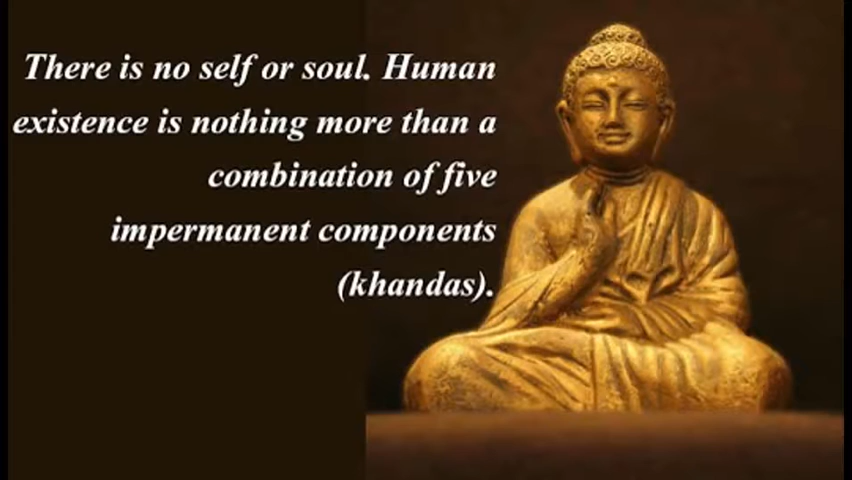 There is no self or soul. Human
existence is nothing more than a
combination of five
impermanent components
(khandas).